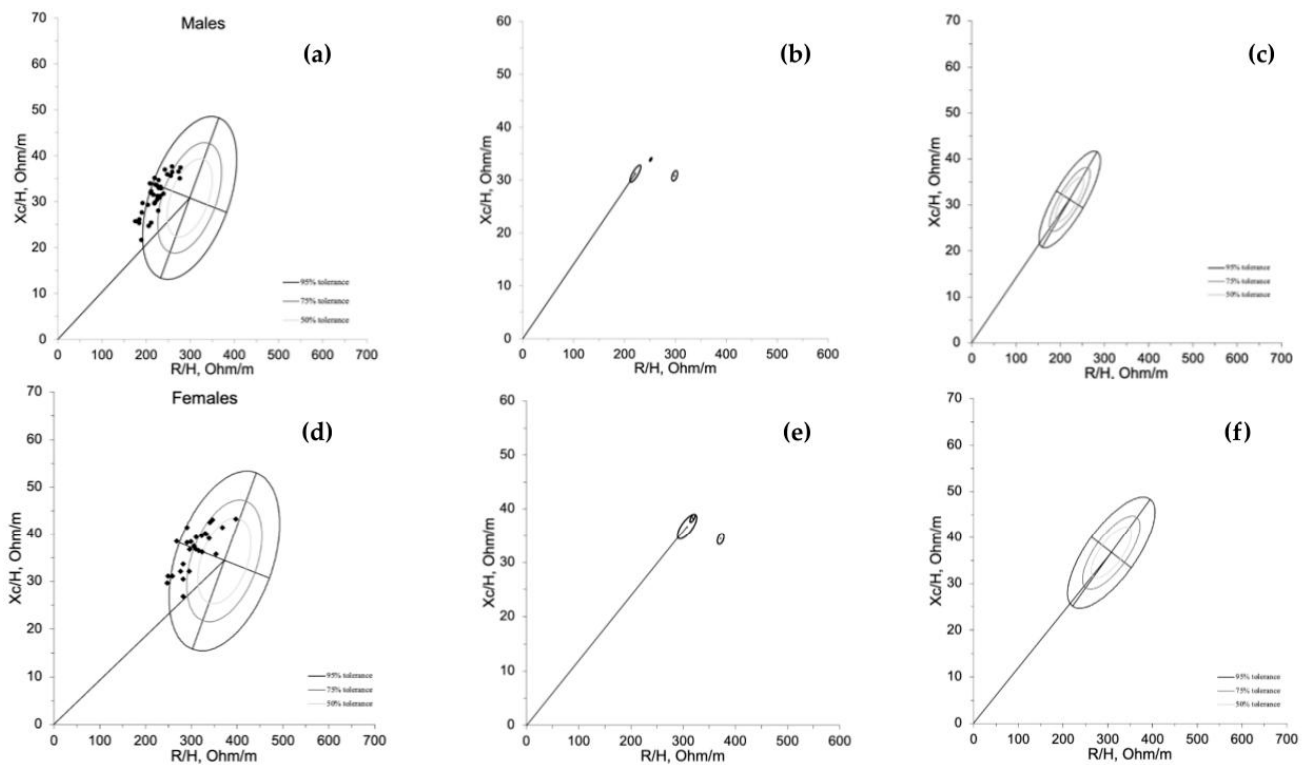 Males
(a)
Xc/H, Ohm/m
70
60
50
40
30
20
10
0
95% tolerance
75% tolerance
50% tolerance
0 100 200 300 400 500 600 700
R/H, Ohm/m
(b)
Xc/H, Ohm/m
60
50
40
30
20
10
0
0 100 200 300 400 500 600
R/H, Ohm/m
(c)
Xc/H, Ohm/m
70
60
50
40
30
20
10
0
95% tolerance
75% tolerance
50% tolerance
0 100 200 300 400 500 600 700
R/H, Ohm/m
Females
(d)
Xc/H, Ohm/m
70
60
50
40
30
20
10
0
95% tolerance
75% tolerance
50% tolerance
0 100 200 300 400 500 600 700
R/H, Ohm/m
(e)
Xc/H, Ohm/m
60
50
40
30
20
10
0
0 100 200 300 400 500 600
R/H, Ohm/m
(f)
Xc/H, Ohm/m
70
60
50
40
30
20
10
0
95% tolerance
75% tolerance
50% tolerance
0 100 200 300 400 500 600 700
R/H, Ohm/m